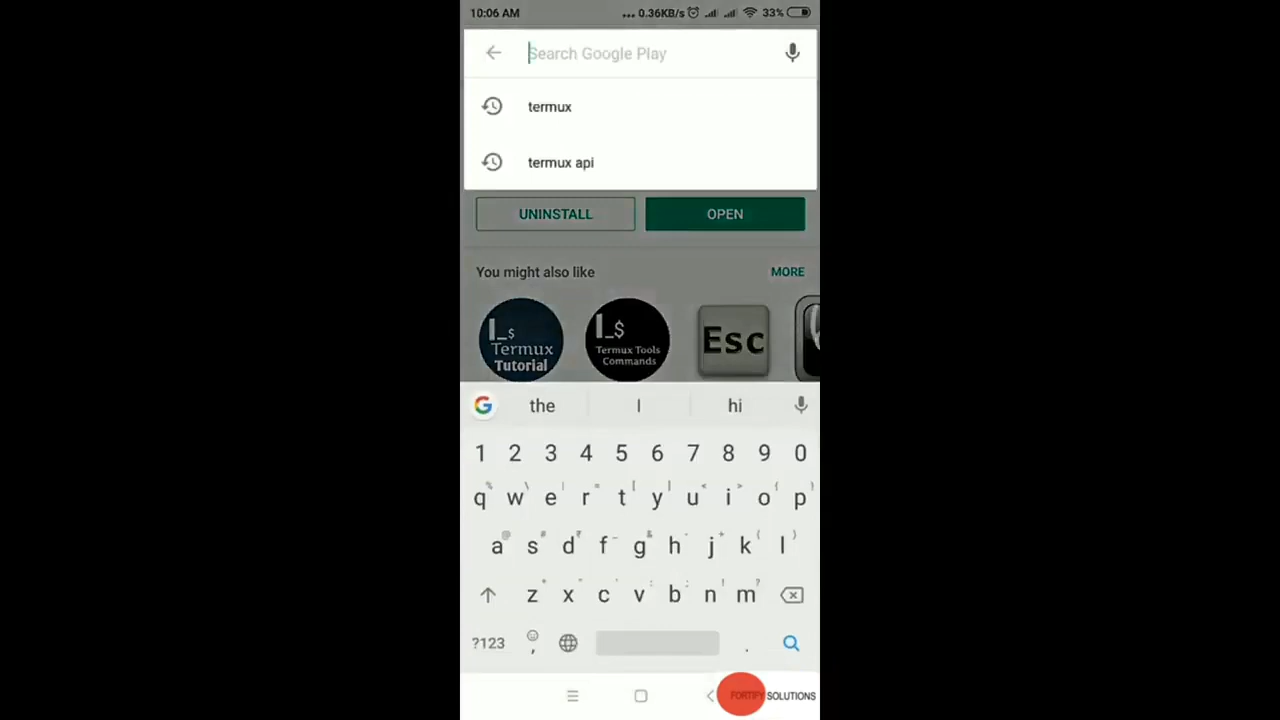 10:06 AM ... 0.36KB/s 33%
Search Google Play
termux
termux api
UNINSTALL OPEN
You might also like MORE
Termux Tutorial
Termux Tools Commands
Esc
the I hi
1 2 3 4 5 6 7 8 9 0
q w e r t y u i o p
a s d f g h j k l
z x c v b n m
?123 , .
FORTIFY SOLUTIONS